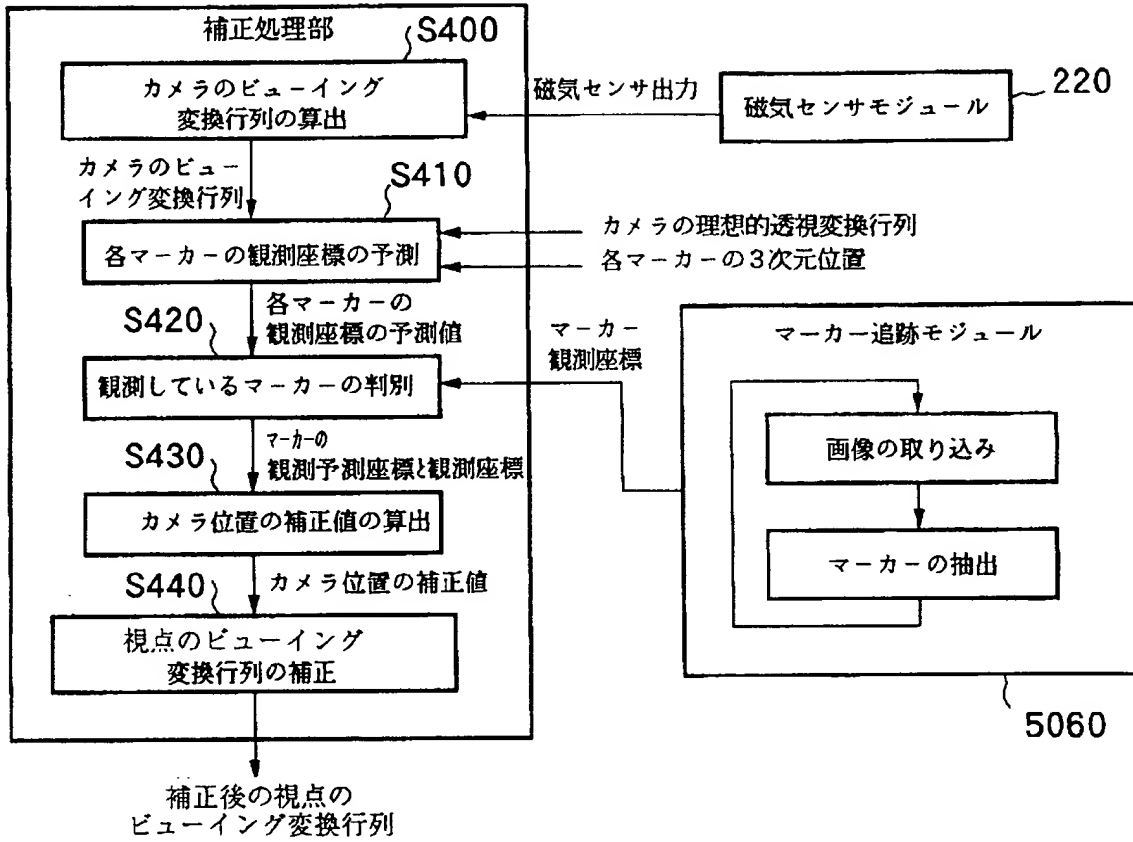 補正処理部
S400
カメラのビューイング
変換行列の算出
磁気センサ出力
磁気センサモジュール
220
カメラのビュー
イング変換行列
S410
各マーカーの観測座標の予測
カメラの理想的透視変換行列
各マーカーの3次元位置
各マーカーの
観測座標の予測値
S420
観測しているマーカーの判別
マーカー
観測座標
マーカー追跡モジュール
画像の取り込み
マーカーの抽出
5060
マーカーの
観測予測座標と観測座標
S430
カメラ位置の補正値の算出
カメラ位置の補正値
S440
視点のビューイング
変換行列の補正
補正後の視点の
ビューイング変換行列